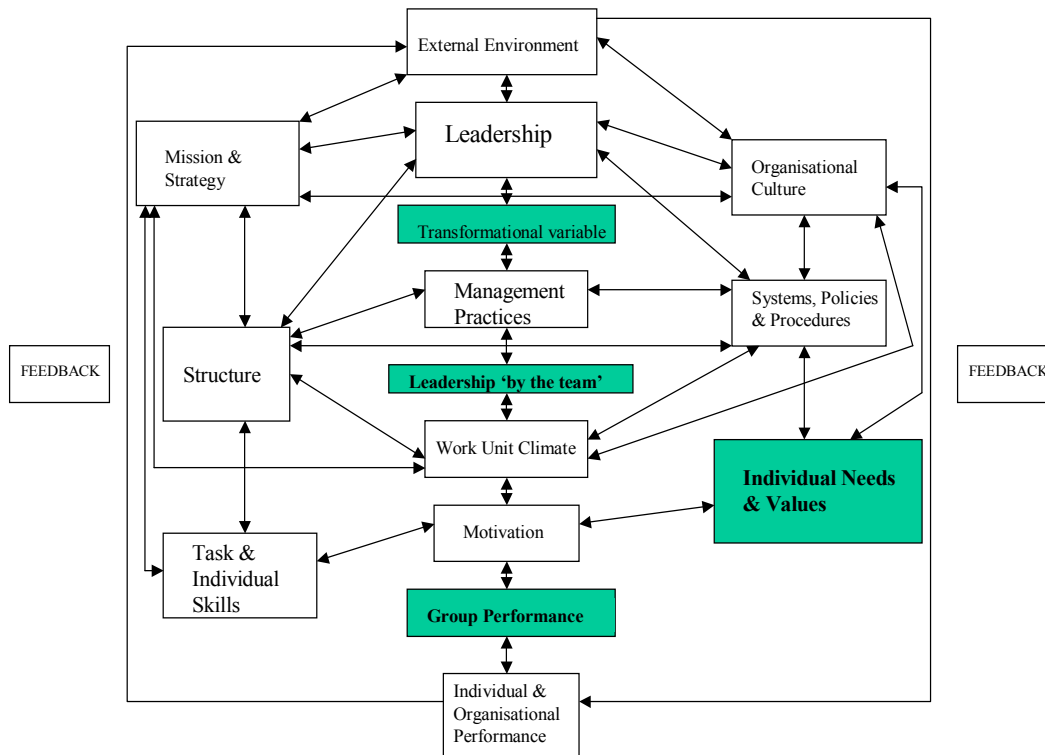 External Environment
Leadership
Mission &
Strategy
Organisational
Culture
Transformational variable
Management
Practices
Systems, Policies
& Procedures
Structure
FEEDBACK
FEEDBACK
Leadership ‘by the team’
Work Unit Climate
Individual Needs
& Values
Motivation
Task &
Individual
Skills
Group Performance
Individual &
Organisational
Performance